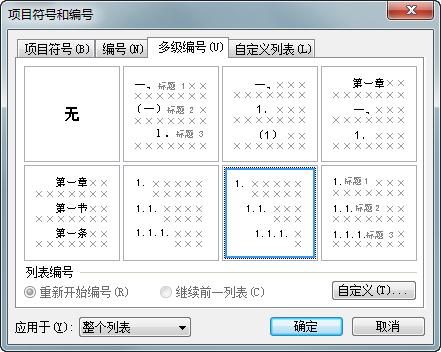 项目符号和编号
项目符号(B) 编号(N) 多级编号(U) 自定义列表(L)
无
一、标题 1××
××××××××
(一)标题 2
××××××××
1. 标题 3
一、××××
××××××××
1. ××××
××××××××
(1) ××
第一章××
××××××××
一、××××
××××××××
1. ××××
第一章××
××××××××
第一节××
××××××××
第一条××
××××××××
1. ×××××
×××××
1.1. ×××××
×××××
1.1.1. ××××
1. ×××××
×××××
1.1. ×××
×××
1.1.1. ×
×
1.标题 1××
××××××××
1.1.标题 2××
××××××××
1.1.1.标题 3×
列表编号
重新开始编号(R) 继续前一列表(C) 自定义(T)...
应用于(Y): 整个列表 确定 取消